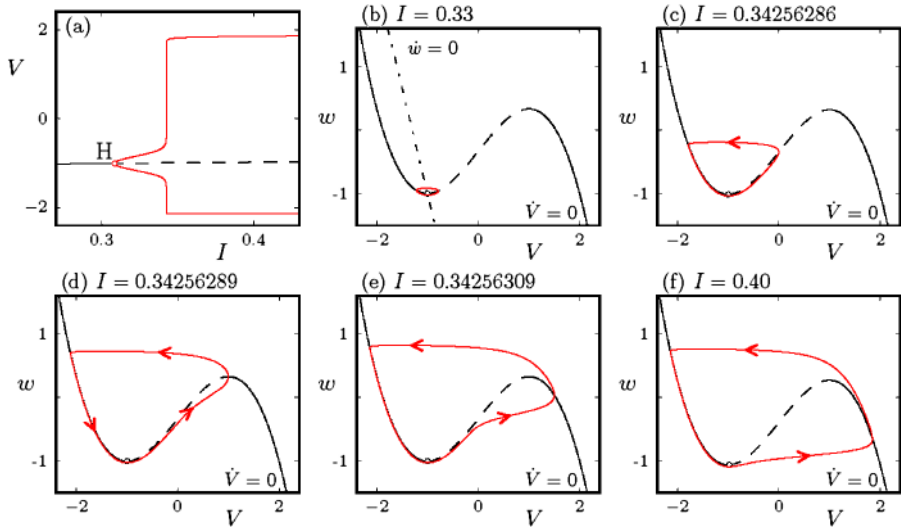 (a)
2
V
0
H
−2
0.3
I
0.4
(b) I = 0.33
1
ẇ = 0
w
-1
V̇ = 0
−2
0
V
2
(c) I = 0.34256286
1
w
-1
V̇ = 0
−2
0
V
2
(d) I = 0.34256289
1
w
-1
V̇ = 0
−2
0
V
2
(e) I = 0.34256309
1
w
-1
V̇ = 0
−2
0
V
2
(f) I = 0.40
1
w
-1
V̇ = 0
−2
0
V
2